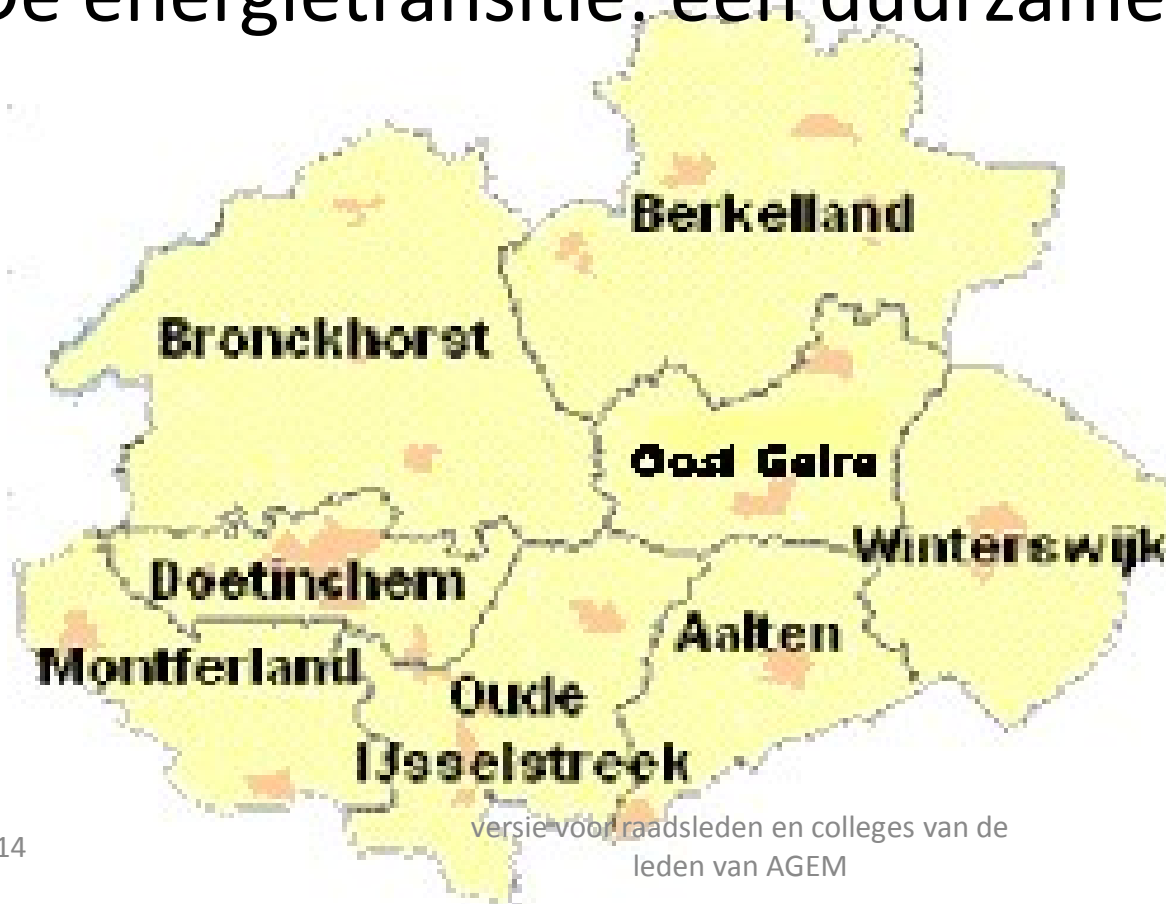 De energietransitie: een duurzame
Berkelland
Bronckhorst
Oost Gelre
Winterswijk
Doetinchem
Aalten
Montferland
Oude
IJsselstreek
versie voor raadsleden en colleges van de
14
leden van AGEM